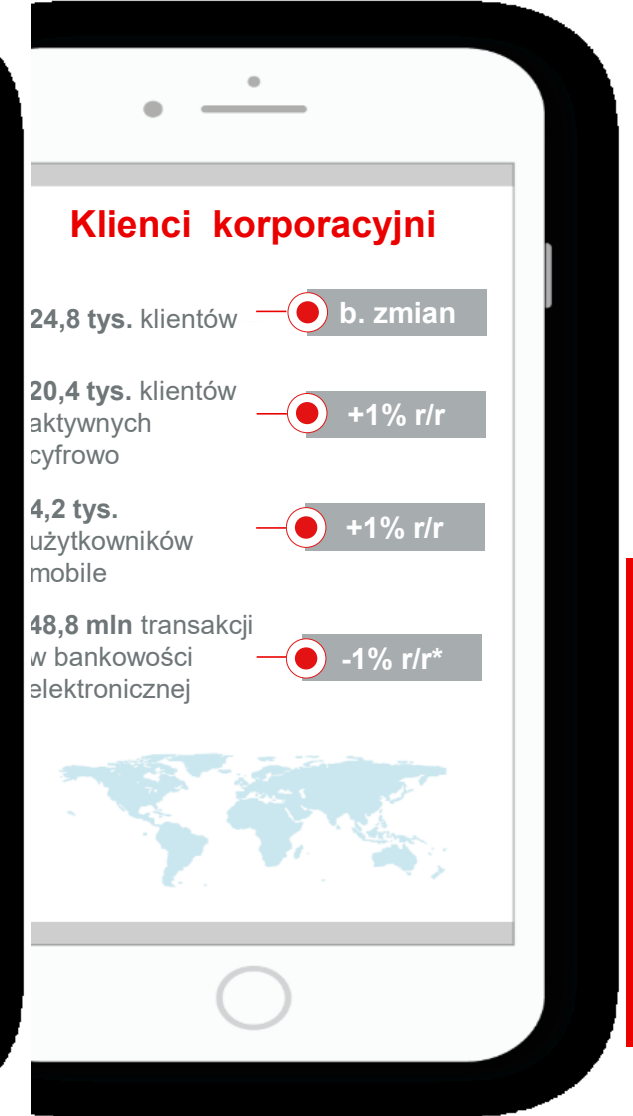 Klienci korporacyjni
24,8 tys. klientów
b. zmian
20,4 tys. klientów
aktywnych
cyfrowo
+1% r/r
4,2 tys.
użytkowników
mobile
+1% r/r
48,8 mln transakcji
w bankowości
elektronicznej
-1% r/r*